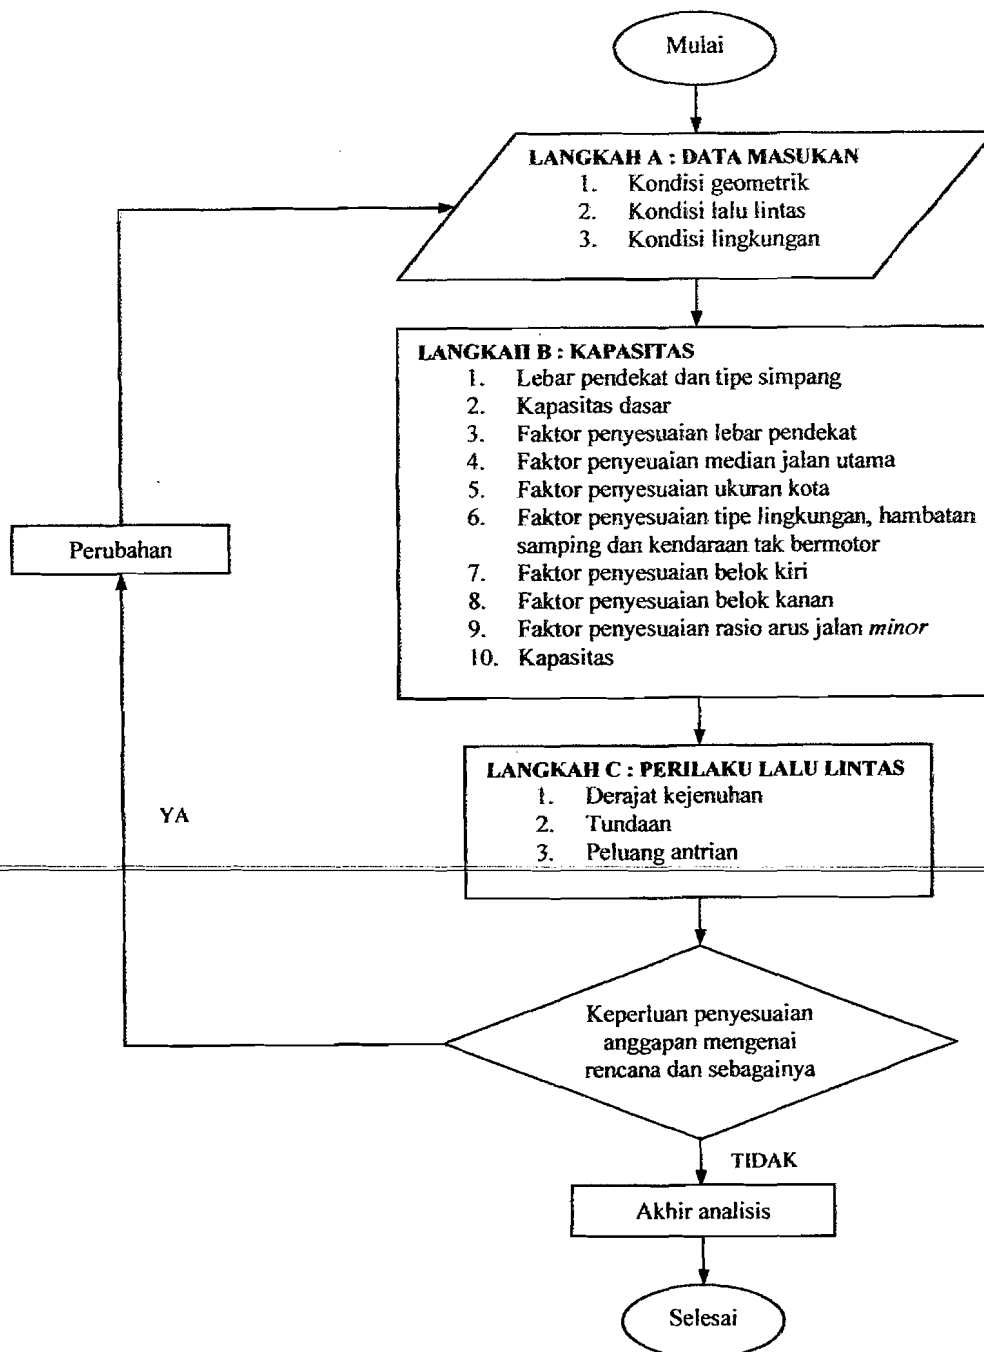 Mulai
LANGKAH A : DATA MASUKAN
1. Kondisi geometrik
2. Kondisi lalu lintas
3. Kondisi lingkungan
LANGKAH B : KAPASITAS
1. Lebar pendekat dan tipe simpang
2. Kapasitas dasar
3. Faktor penyesuaian lebar pendekat
4. Faktor penyeuaian median jalan utama
5. Faktor penyesuaian ukuran kota
6. Faktor penyesuaian tipe lingkungan, hambatan
samping dan kendaraan tak bermotor
7. Faktor penyesuaian belok kiri
8. Faktor penyesuaian belok kanan
9. Faktor penyesuaian rasio arus jalan minor
10. Kapasitas
Perubahan
LANGKAH C : PERILAKU LALU LINTAS
1. Derajat kejenuhan
2. Tundaan
3. Peluang antrian
YA
Keperluan penyesuaian
anggapan mengenai
rencana dan sebagainya
TIDAK
Akhir analisis
Selesai